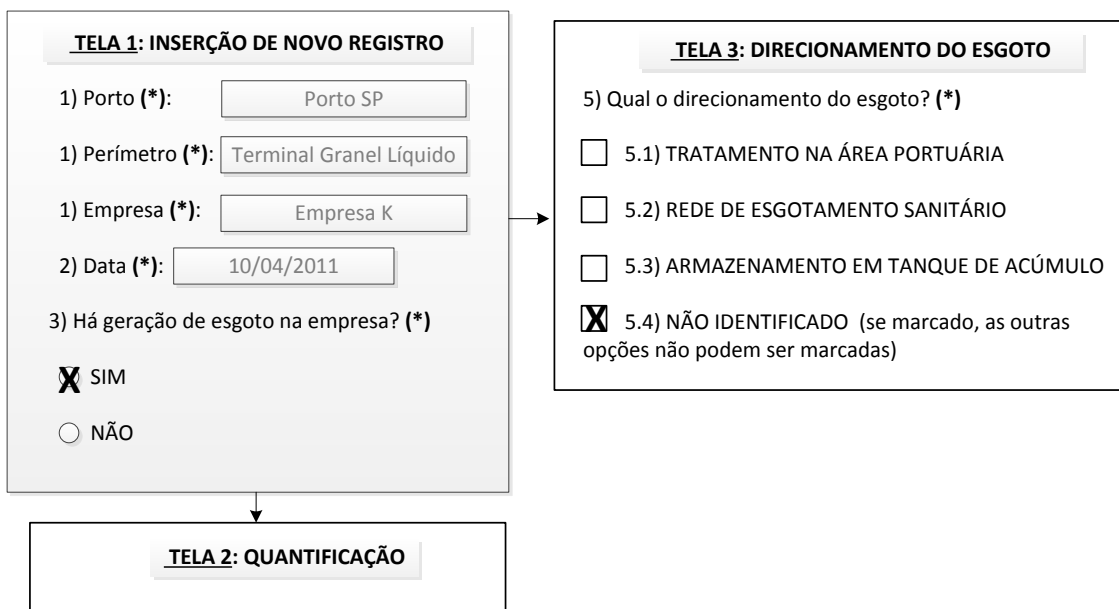 TELA 1: INSERÇÃO DE NOVO REGISTRO
1) Porto (*): Porto SP
1) Perímetro (*): Terminal Granel Líquido
1) Empresa (*): Empresa K
2) Data (*): 10/04/2011
3) Há geração de esgoto na empresa? (*)
X SIM
NÃO
TELA 3: DIRECIONAMENTO DO ESGOTO
5) Qual o direcionamento do esgoto? (*)
5.1) TRATAMENTO NA ÁREA PORTUÁRIA
5.2) REDE DE ESGOTAMENTO SANITÁRIO
5.3) ARMAZENAMENTO EM TANQUE DE ACÚMULO
X 5.4) NÃO IDENTIFICADO (se marcado, as outras
opções não podem ser marcadas)
TELA 2: QUANTIFICAÇÃO